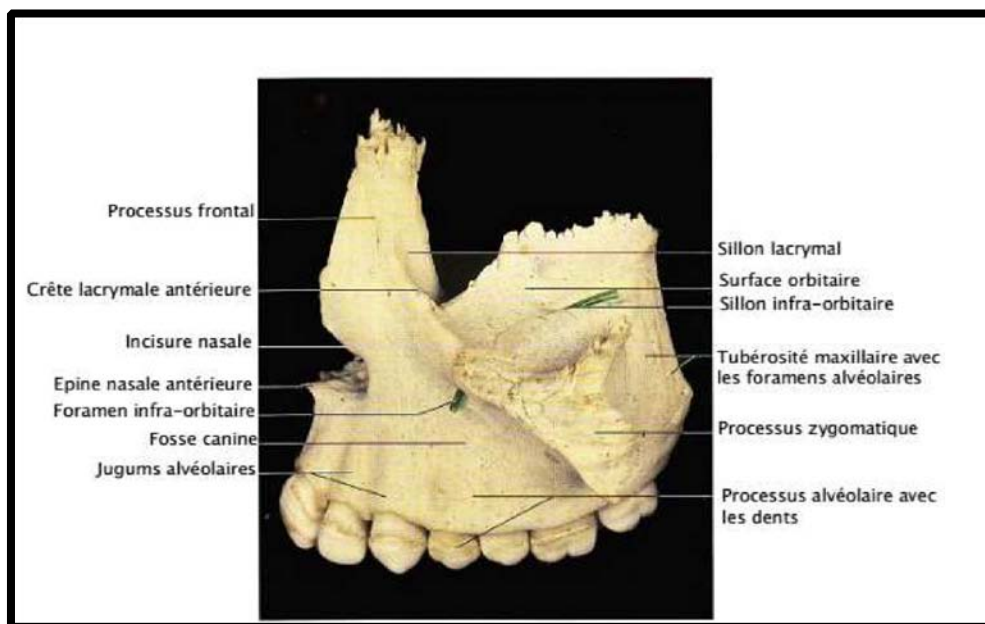 Processus frontal
Crête lacrymale antérieure
Incisure nasale
Epine nasale antérieure
Foramen infra-orbitaire
Fosse canine
Jugums alvéolaires
Sillon lacrymal
Surface orbitaire
Sillon infra-orbitaire
Tubérosité maxillaire avec
les foramens alvéolaires
Processus zygomatique
Processus alvéolaire avec
les dents